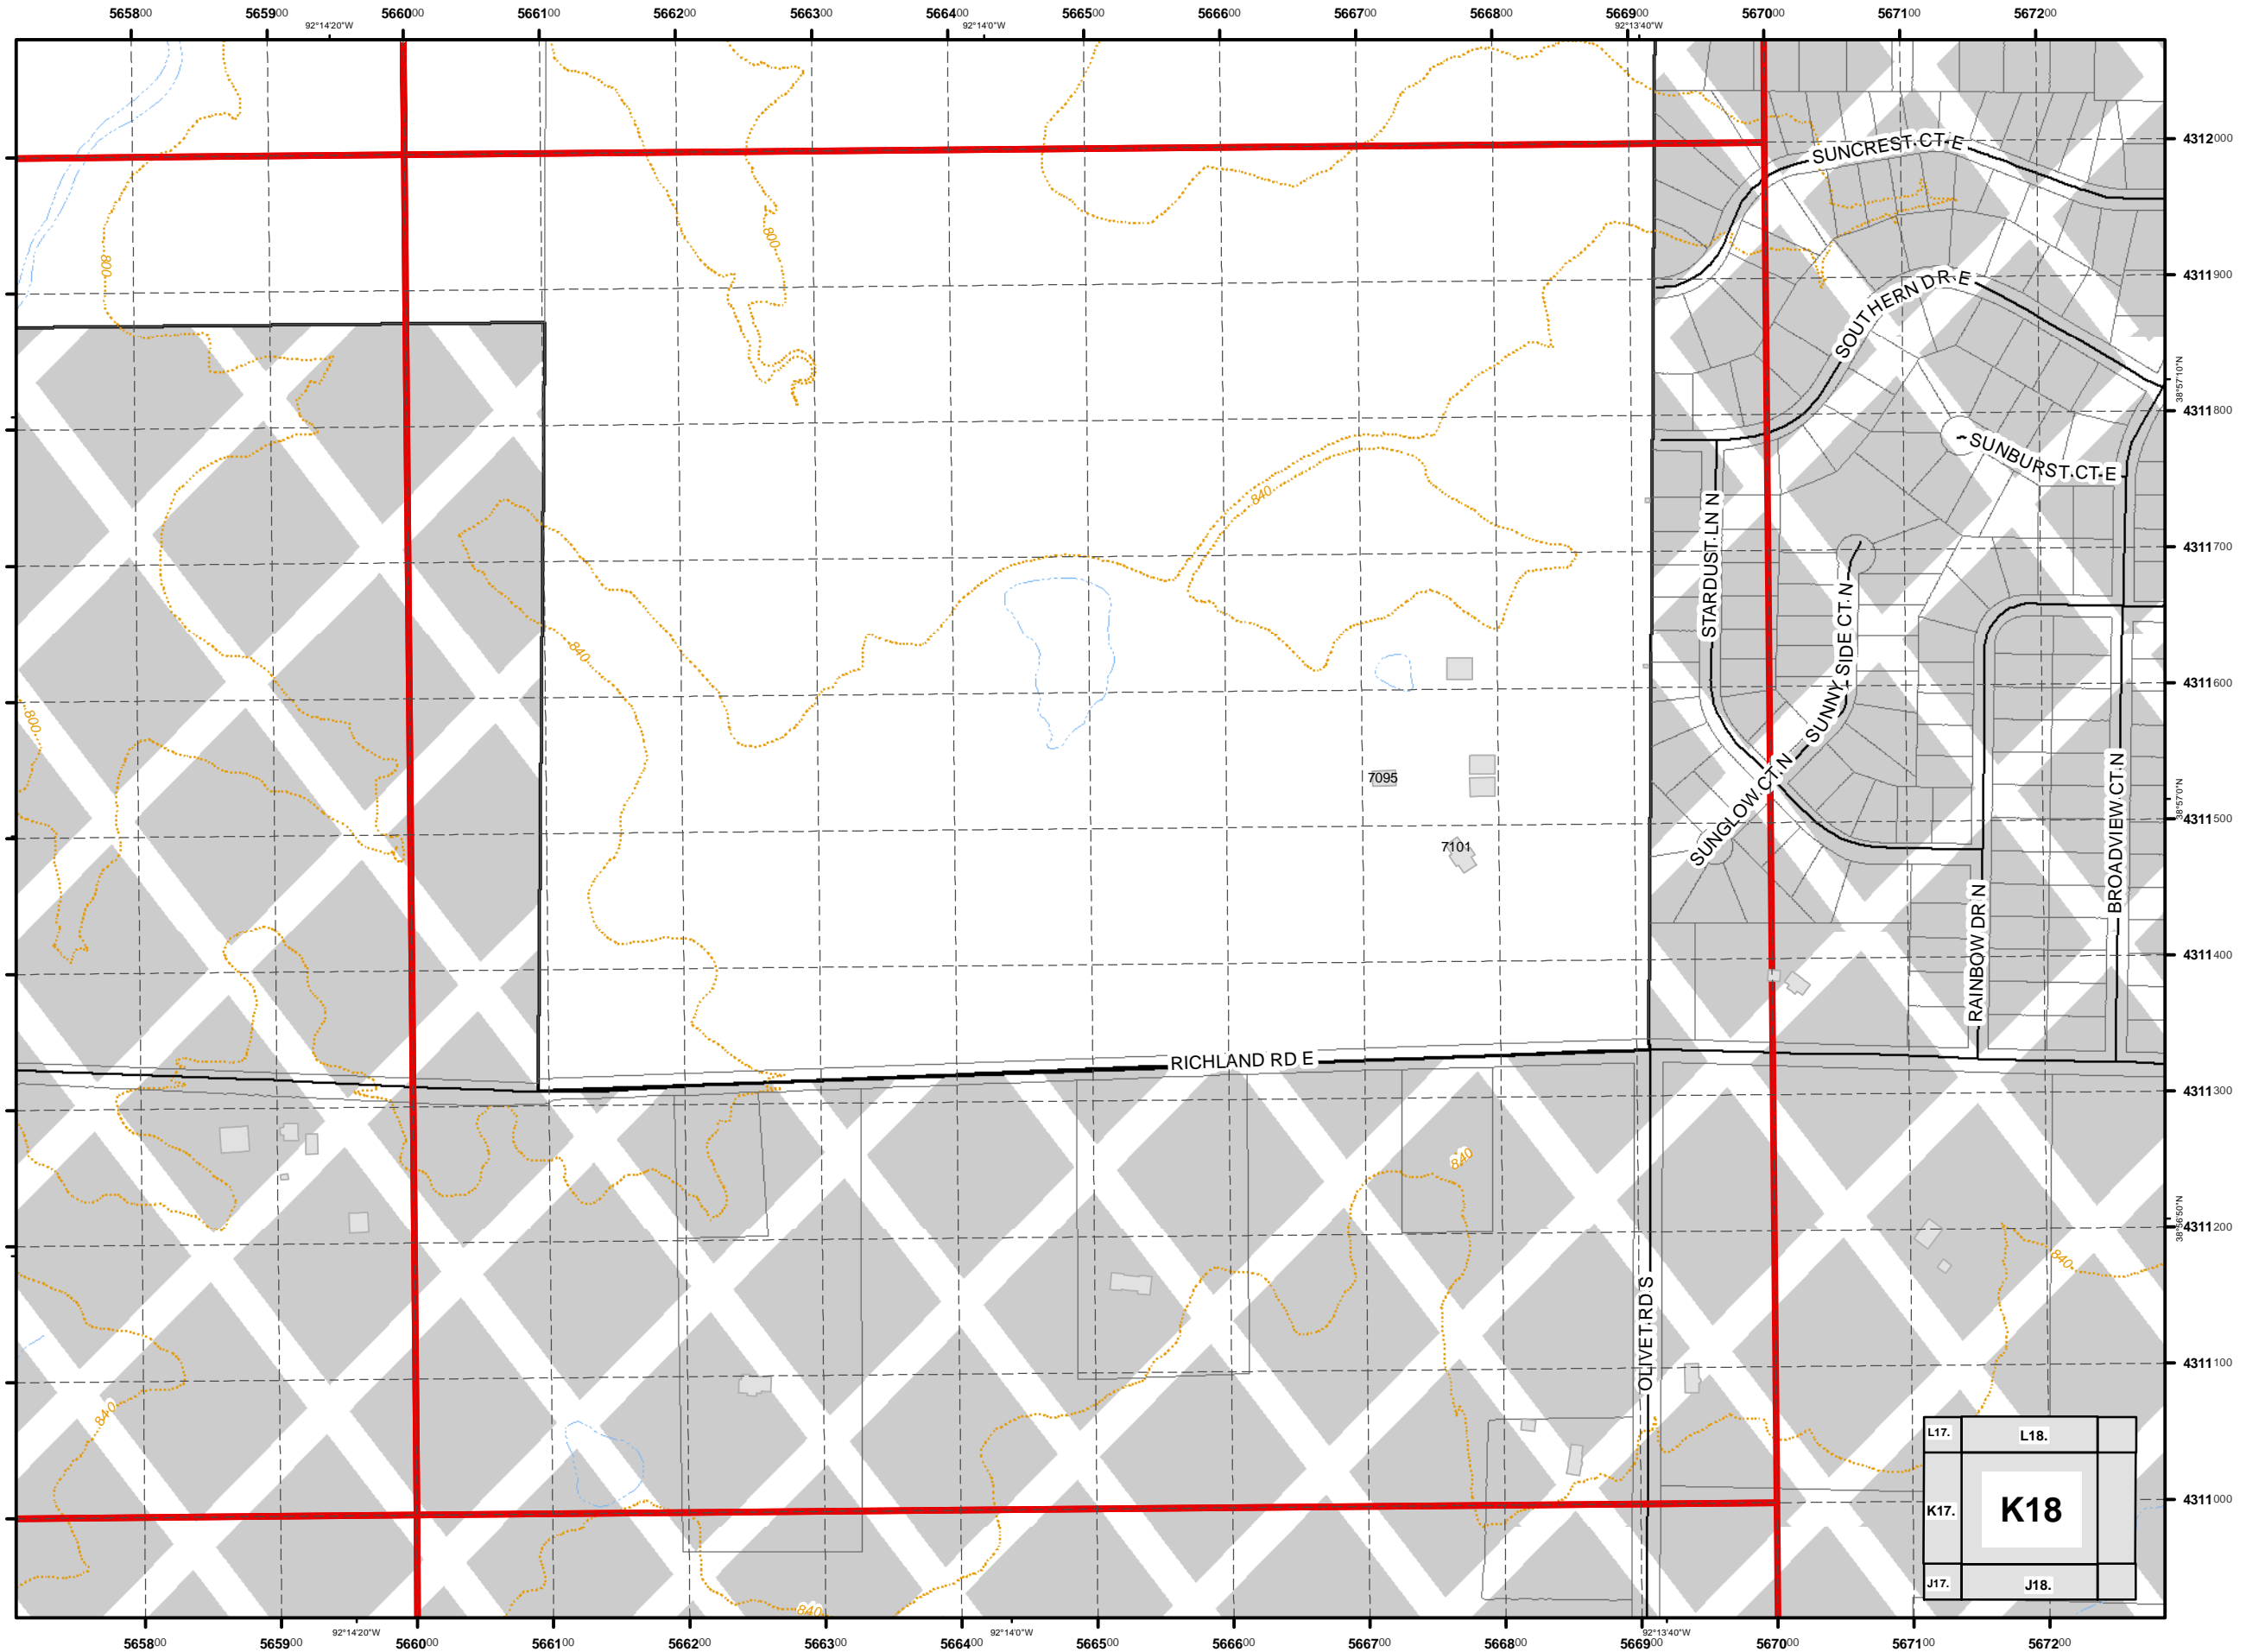 565800 565900 566000 566100 566200 566300 566400 566500 566600 566700 566800 566900 567000 567100 567200
92°14'20"W 92°14'0"W 92°13'40"W
4312000
SUNCREST CT E
800
800
4311900
SOUTHERN DR E
38°57'10"N
4311800
SUNBURST CT E
840
STARDUST LN N
4311700
SUNNY SIDE CT N
840
4311600
800
7095
SUNGLOW CT N
BROADVIEW CT N
38°57'0"N
4311500
7101
RAINBOW DR N
4311400
RICHLAND RD E
4311300
840
38°56'50"N
4311200
840
OLIVET RD S
4311100
840
L17. L18.
K17. K18
4311000
J17. J18.
840
565800 565900 566000 566100 566200 566300 566400 566500 566600 566700 566800 566900 567000 567100 567200
92°14'20"W 92°14'0"W 92°13'40"W